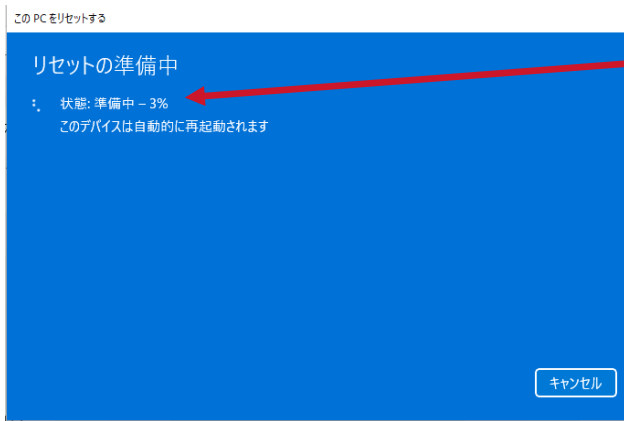 この PC をリセットする
リセットの準備中
状態: 準備中 – 3%
このデバイスは自動的に再起動されます
キャンセル